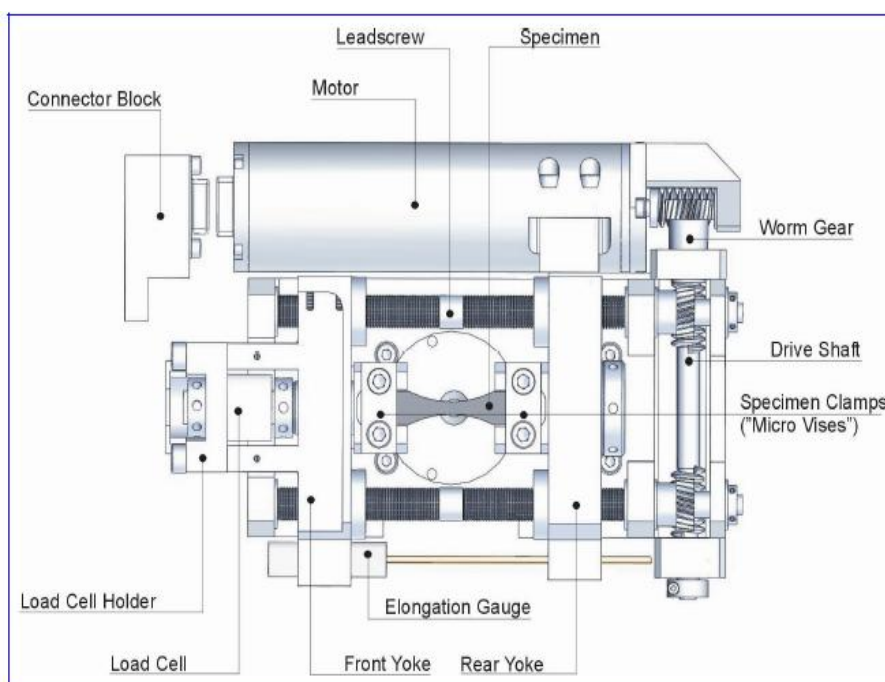 Leadscrew
Specimen
Motor
Connector Block
Worm Gear
Drive Shaft
Specimen Clamps
("Micro Vises")
Load Cell Holder
Elongation Gauge
Load Cell
Front Yoke
Rear Yoke